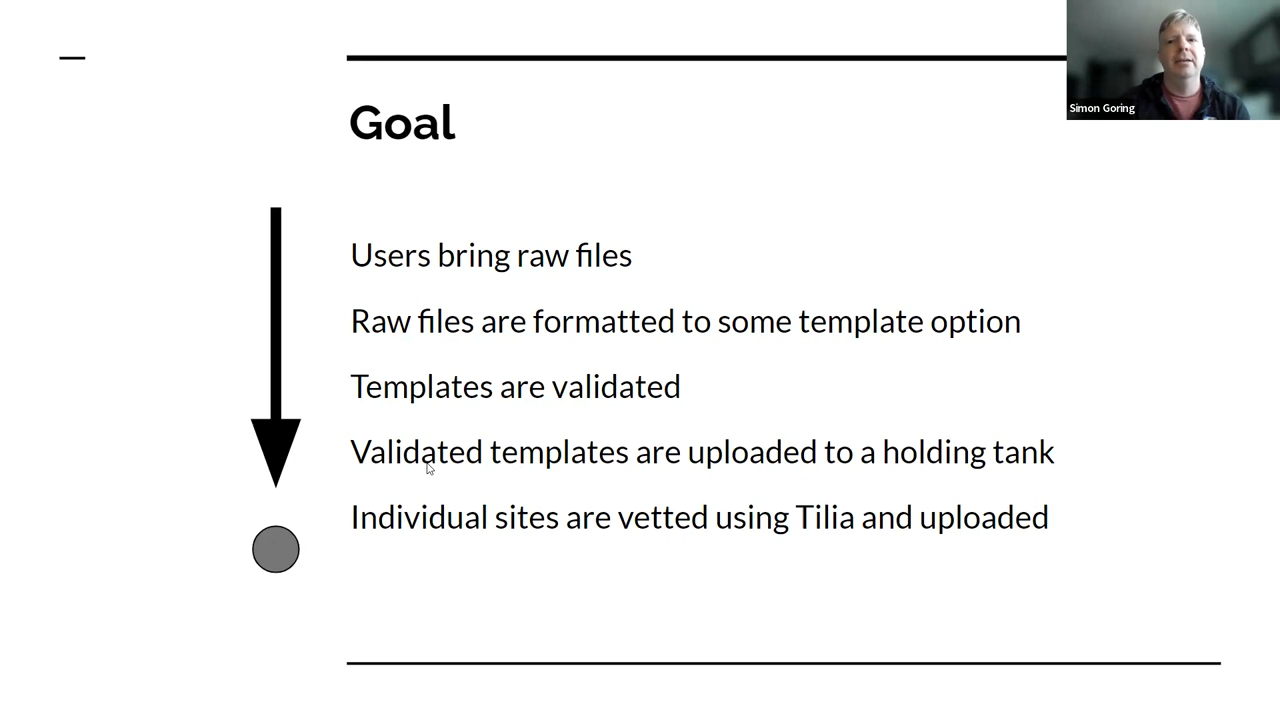 Goal
Simon Goring
Users bring raw files
Raw files are formatted to some template option
Templates are validated
Validated templates are uploaded to a holding tank
Individual sites are vetted using Tilia and uploaded